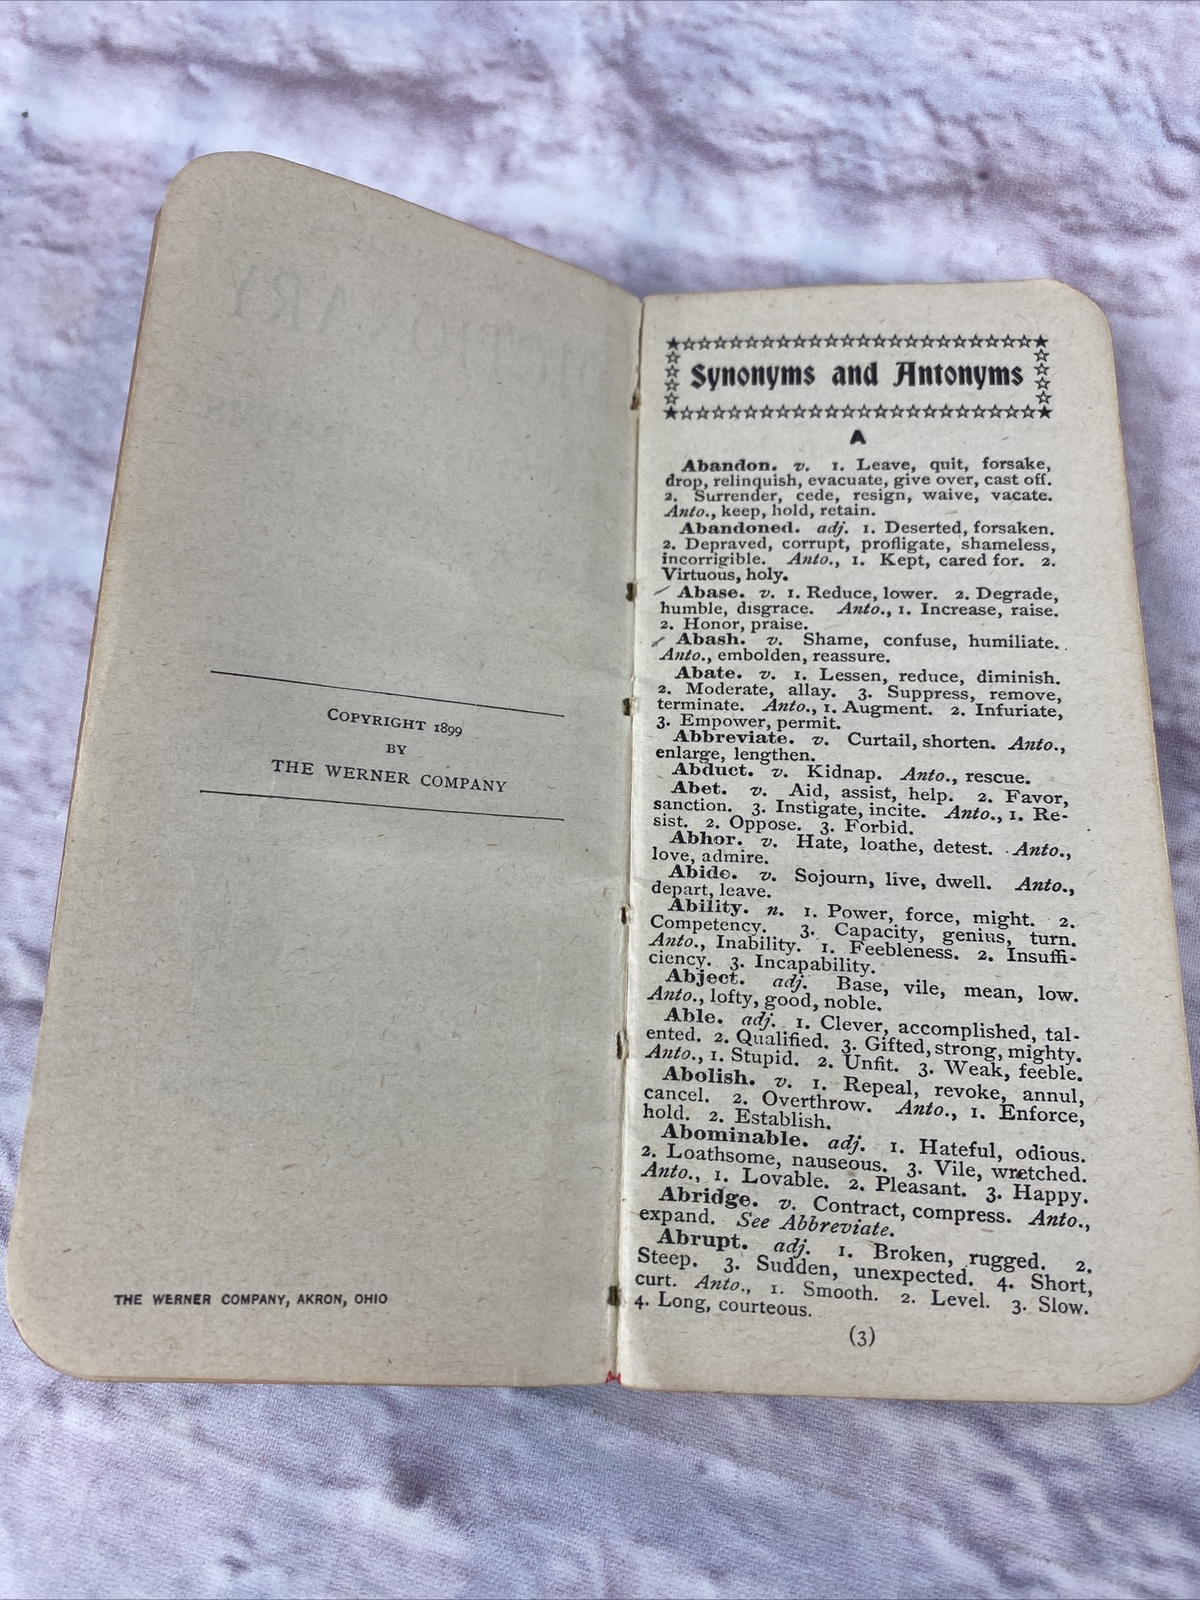 COPYRIGHT 1899
BY
THE WERNER COMPANY
THE WERNER COMPANY, AKRON, OHIO
Synonyms and Antonyms
A
Abandon. v. 1. Leave, quit, forsake,
drop, relinquish, evacuate, give over, cast off.
2. Surrender, cede, resign, waive, vacate.
Anto., keep, hold, retain.
Abandoned. adj. 1. Deserted, forsaken.
2. Depraved, corrupt, profligate, shameless,
incorrigible. Anto., 1. Kept, cared for. 2.
Virtuous, holy.
Abase. v. 1. Reduce, lower. 2. Degrade,
humble, disgrace. Anto., 1. Increase, raise.
2. Honor, praise.
Abash. v. Shame, confuse, humiliate.
Anto., embolden, reassure.
Abate. v. 1. Lessen, reduce, diminish.
2. Moderate, allay. 3. Suppress, remove,
terminate. Anto., 1. Augment. 2. Infuriate,
3. Empower, permit.
Abbreviate. v. Curtail, shorten. Anto.,
enlarge, lengthen.
Abduct. v. Kidnap. Anto., rescue.
Abet. v. Aid, assist, help. 2. Favor,
sanction. 3. Instigate, incite. Anto., 1. Re-
sist. 2. Oppose. 3. Forbid.
Abhor. v. Hate, loathe, detest. Anto.,
love, admire.
Abide. v. Sojourn, live, dwell. Anto.,
depart, leave.
Ability. n. 1. Power, force, might. 2.
Competency. 3. Capacity, genius, turn.
Anto., Inability. 1. Feebleness. 2. Insuffi-
ciency. 3. Incapability.
Abject. adj. Base, vile, mean, low.
Anto., lofty, good, noble.
Able. adj. 1. Clever, accomplished, tal-
ented. 2. Qualified. 3. Gifted, strong, mighty.
Anto., 1. Stupid. 2. Unfit. 3. Weak, feeble.
Abolish. v. 1. Repeal, revoke, annul,
cancel. 2. Overthrow. Anto., 1. Enforce,
hold. 2. Establish.
Abominable. adj. 1. Hateful, odious.
2. Loathsome, nauseous. 3. Vile, wretched.
Anto., 1. Lovable. 2. Pleasant. 3. Happy.
Abridge. v. Contract, compress. Anto.,
expand. See Abbreviate.
Abrupt. adj. 1. Broken, rugged. 2.
Steep. 3. Sudden, unexpected. 4. Short,
curt. Anto., 1. Smooth. 2. Level. 3. Slow.
4. Long, courteous.
(3)